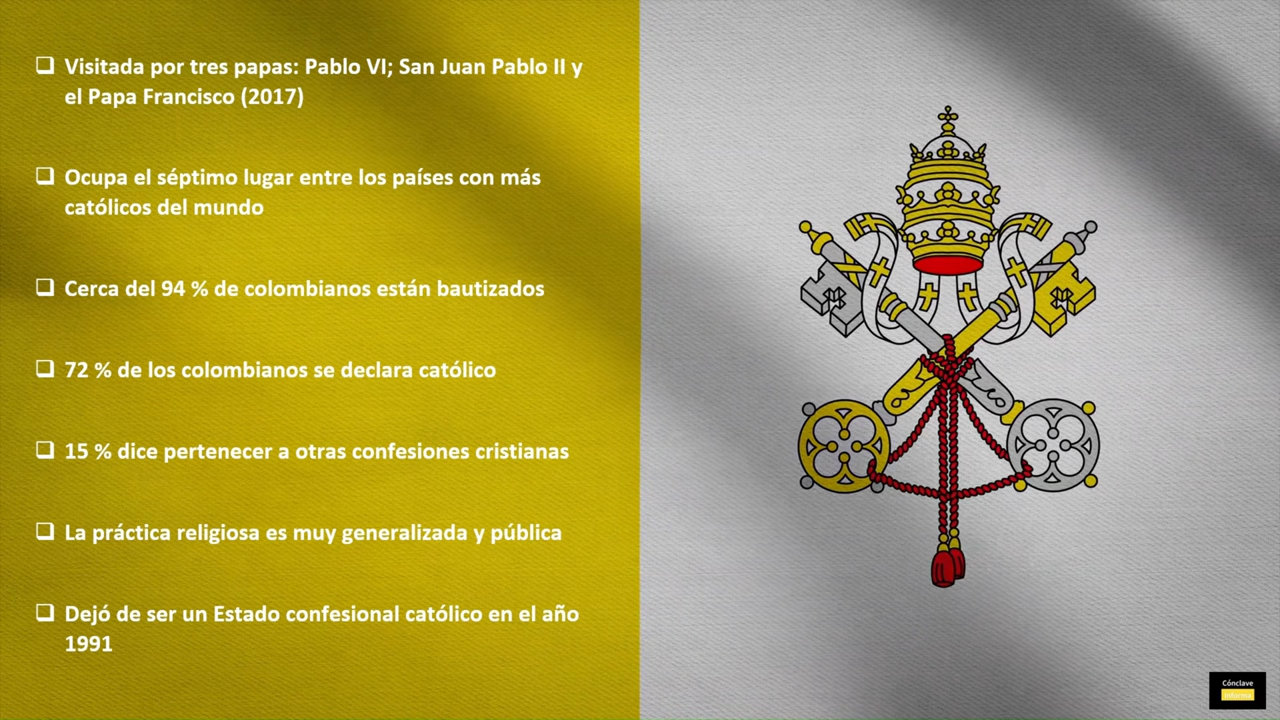 Visitada por tres papas: Pablo VI; San Juan Pablo II y
el Papa Francisco (2017)
Ocupa el séptimo lugar entre los países con más
católicos del mundo
Cerca del 94 % de colombianos están bautizados
72 % de los colombianos se declara católico
15 % dice pertenecer a otras confesiones cristianas
La práctica religiosa es muy generalizada y pública
Dejó de ser un Estado confesional católico en el año
1991
Cónclave